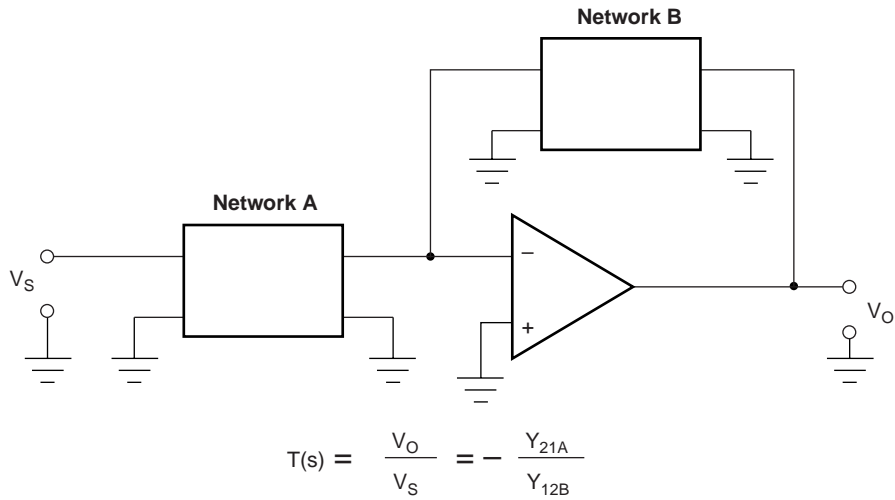 Network B
Network A
V_S
−
+
V_O
T(s) = V_O / V_S = − Y_21A / Y_12B